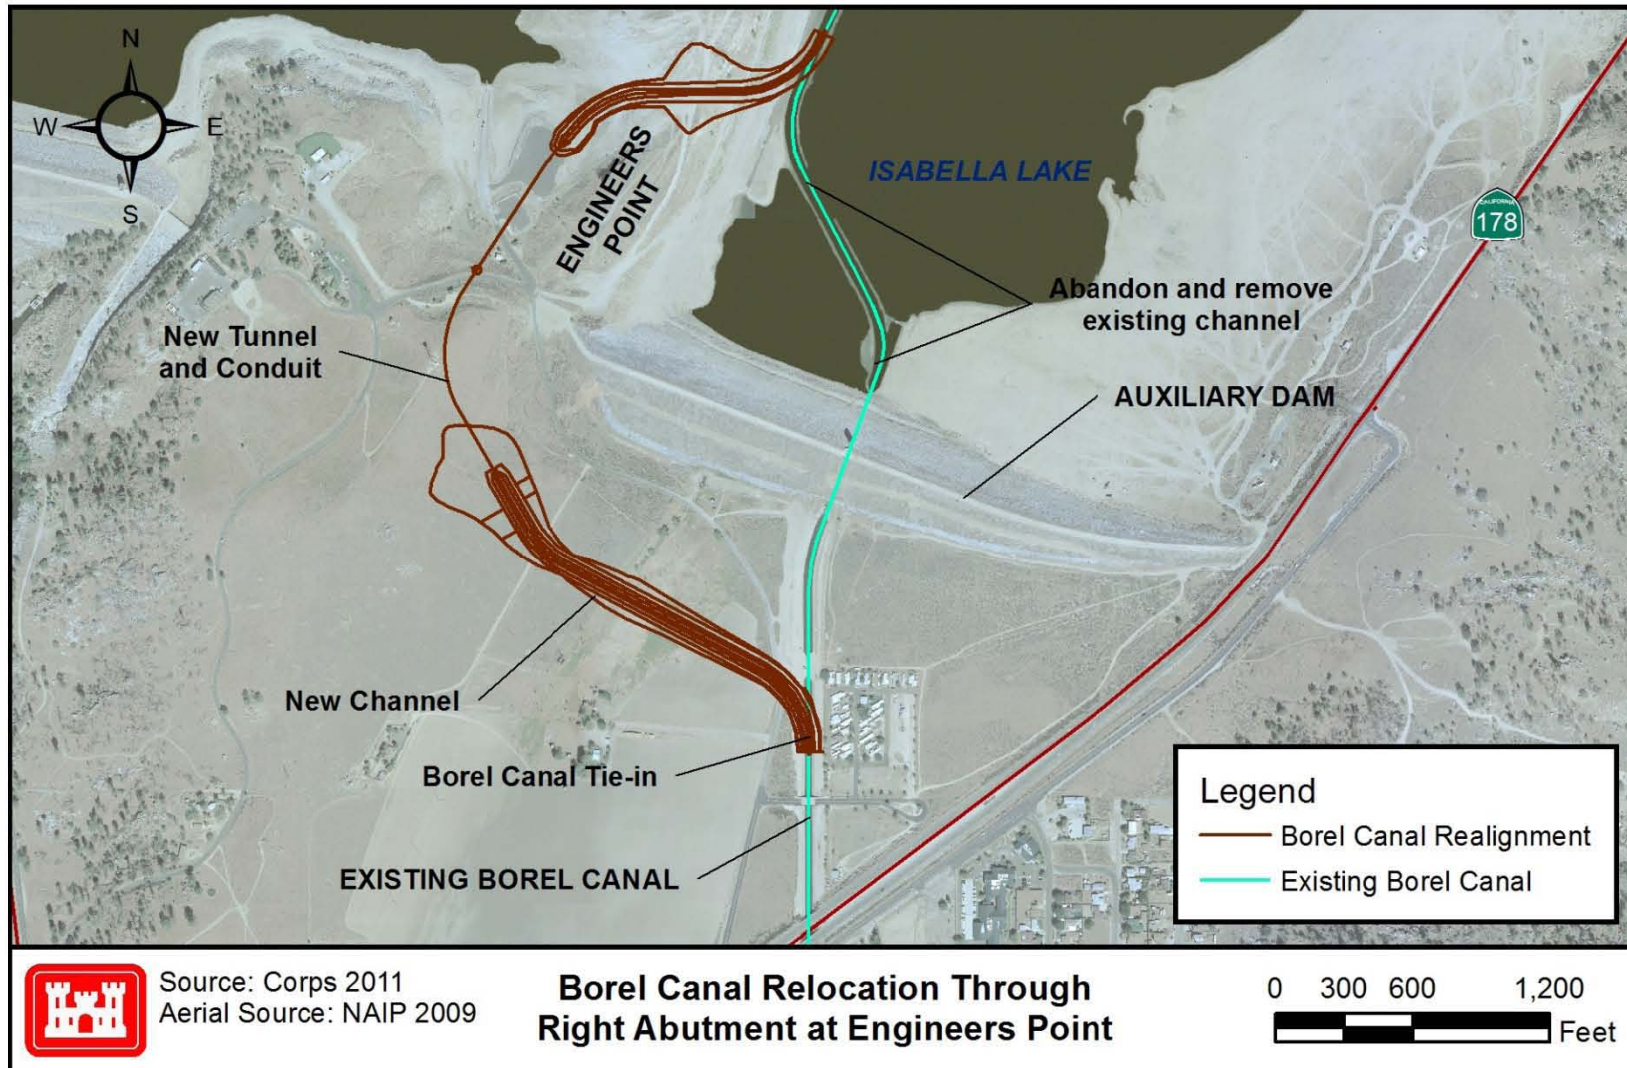 N
W
E
S
ENGINEERS
POINT
ISABELLA LAKE
CALIFORNIA
178
Abandon and remove
existing channel
New Tunnel
and Conduit
AUXILIARY DAM
New Channel
Borel Canal Tie-in
EXISTING BOREL CANAL
Legend
Borel Canal Realignment
Existing Borel Canal
Source: Corps 2011
Aerial Source: NAIP 2009
Borel Canal Relocation Through
Right Abutment at Engineers Point
0 300 600 1,200
Feet